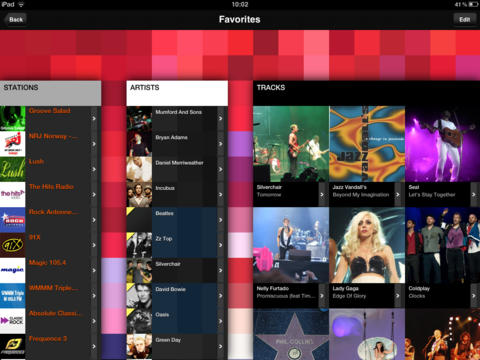 iPad
10:02
41 %
Back
Favorites
Edit
STATIONS
Groove Salad
NRJ Norway -...
Lush
The Hits Radio
Rock Antenne...
91X
Magic 105.4
WMMM Triple...
Absolute Classi...
Frequence 3
ARTISTS
Mumford And Sons
Bryan Adams
Daniel Merriweather
Incubus
Beatles
Zz Top
Silverchair
David Bowie
Oasis
Green Day
TRACKS
Silverchair
Tomorrow
Jazz Vandall's
Beyond My Imagination
Seal
Let's Stay Together
Nelly Furtado
Promiscuous (feat Tim...
Lady Gaga
Edge Of Glory
Coldplay
Clocks
PHIL COLLINS